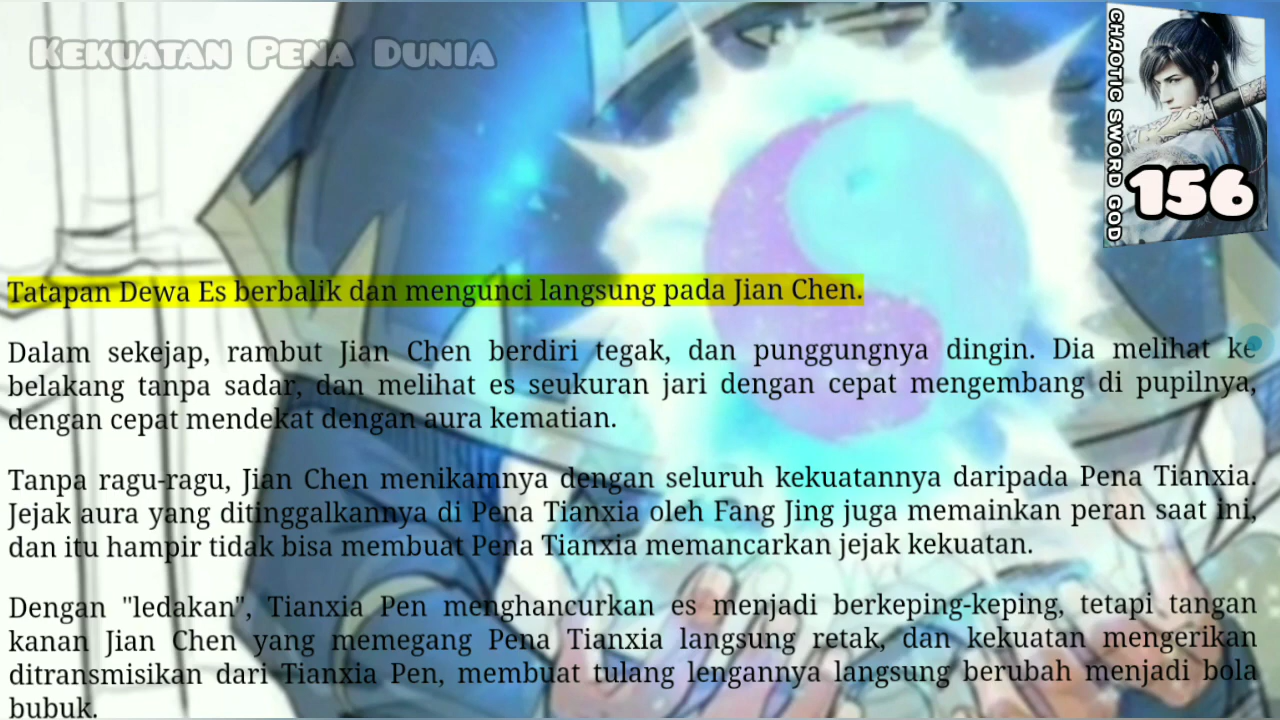 KEKUATAN PENA DUNIA
CHAOTIC SWORD GOD
156
Tatapan Dewa Es berbalik dan mengunci langsung pada Jian Chen.
Dalam sekejap, rambut Jian Chen berdiri tegak, dan punggungnya dingin. Dia melihat ke
belakang tanpa sadar, dan melihat es seukuran jari dengan cepat mengembang di pupilnya,
dengan cepat mendekat dengan aura kematian.
Tanpa ragu-ragu, Jian Chen menikamnya dengan seluruh kekuatannya daripada Pena Tianxia.
Jejak aura yang ditinggalkannya di Pena Tianxia oleh Fang Jing juga memainkan peran saat ini,
dan itu hampir tidak bisa membuat Pena Tianxia memancarkan jejak kekuatan.
Dengan "ledakan", Tianxia Pen menghancurkan es menjadi berkeping-keping, tetapi tangan
kanan Jian Chen yang memegang Pena Tianxia langsung retak, dan kekuatan mengerikan
ditransmisikan dari Tianxia Pen, membuat tulang lengannya langsung berubah menjadi bola
bubuk.